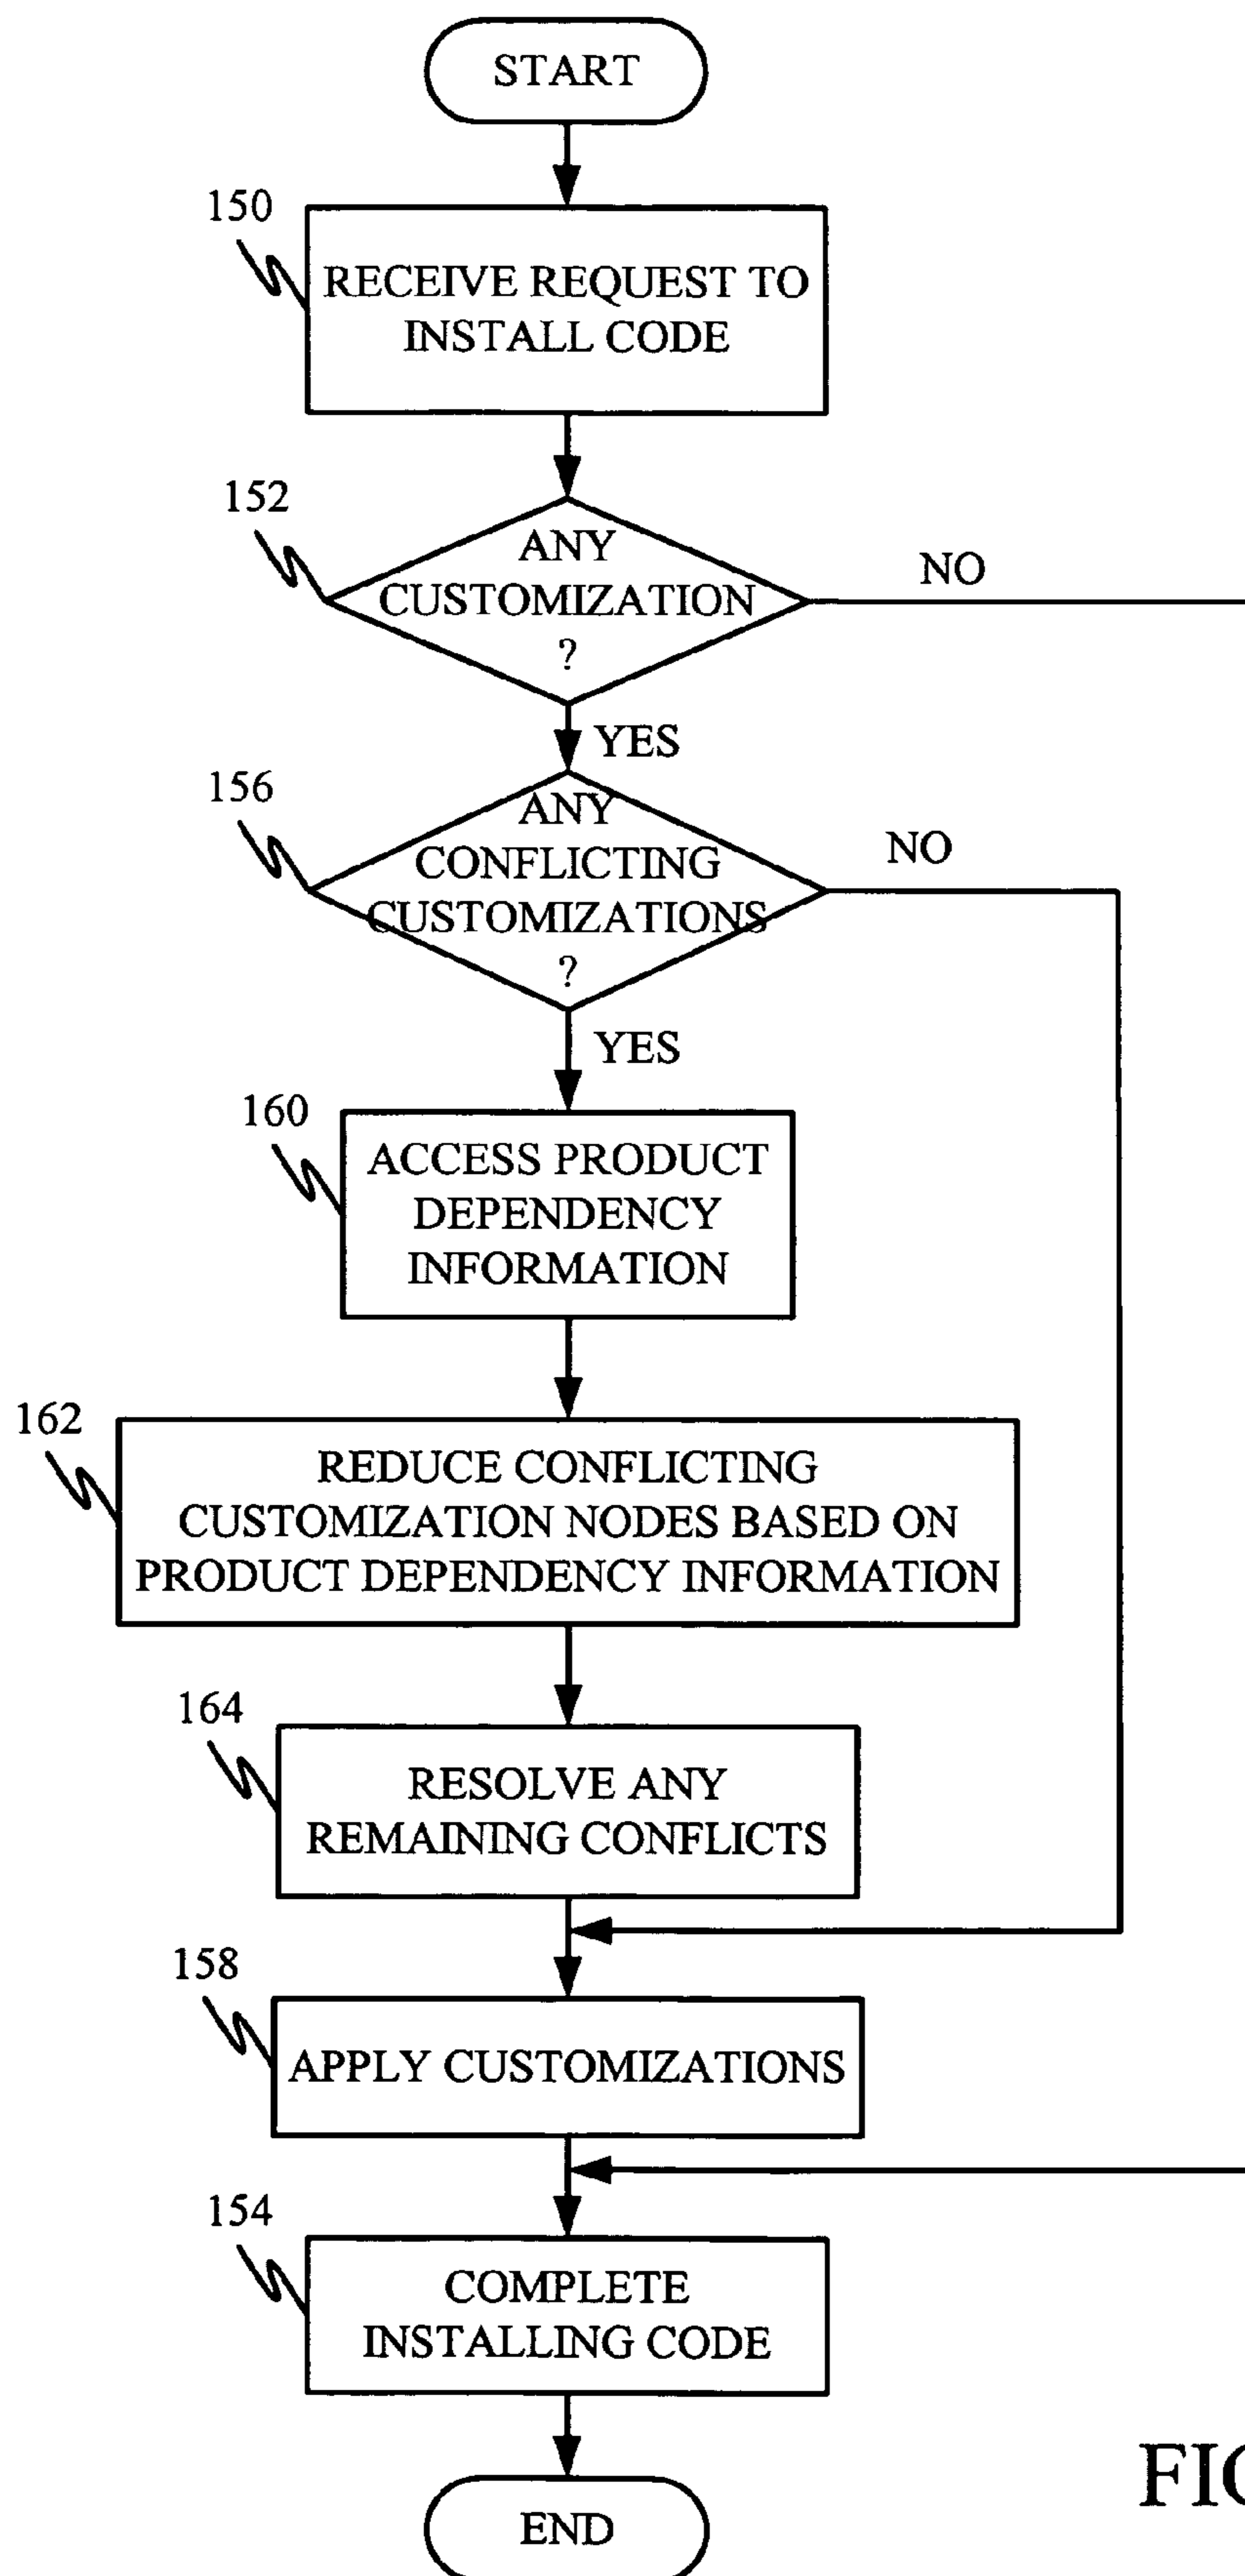 START
150
RECEIVE REQUEST TO
INSTALL CODE
152
ANY
CUSTOMIZATION
?
NO
YES
156
ANY
CONFLICTING
CUSTOMIZATIONS
?
NO
YES
160
ACCESS PRODUCT
DEPENDENCY
INFORMATION
162
REDUCE CONFLICTING
CUSTOMIZATION NODES BASED ON
PRODUCT DEPENDENCY INFORMATION
164
RESOLVE ANY
REMAINING CONFLICTS
158
APPLY CUSTOMIZATIONS
154
COMPLETE
INSTALLING CODE
END